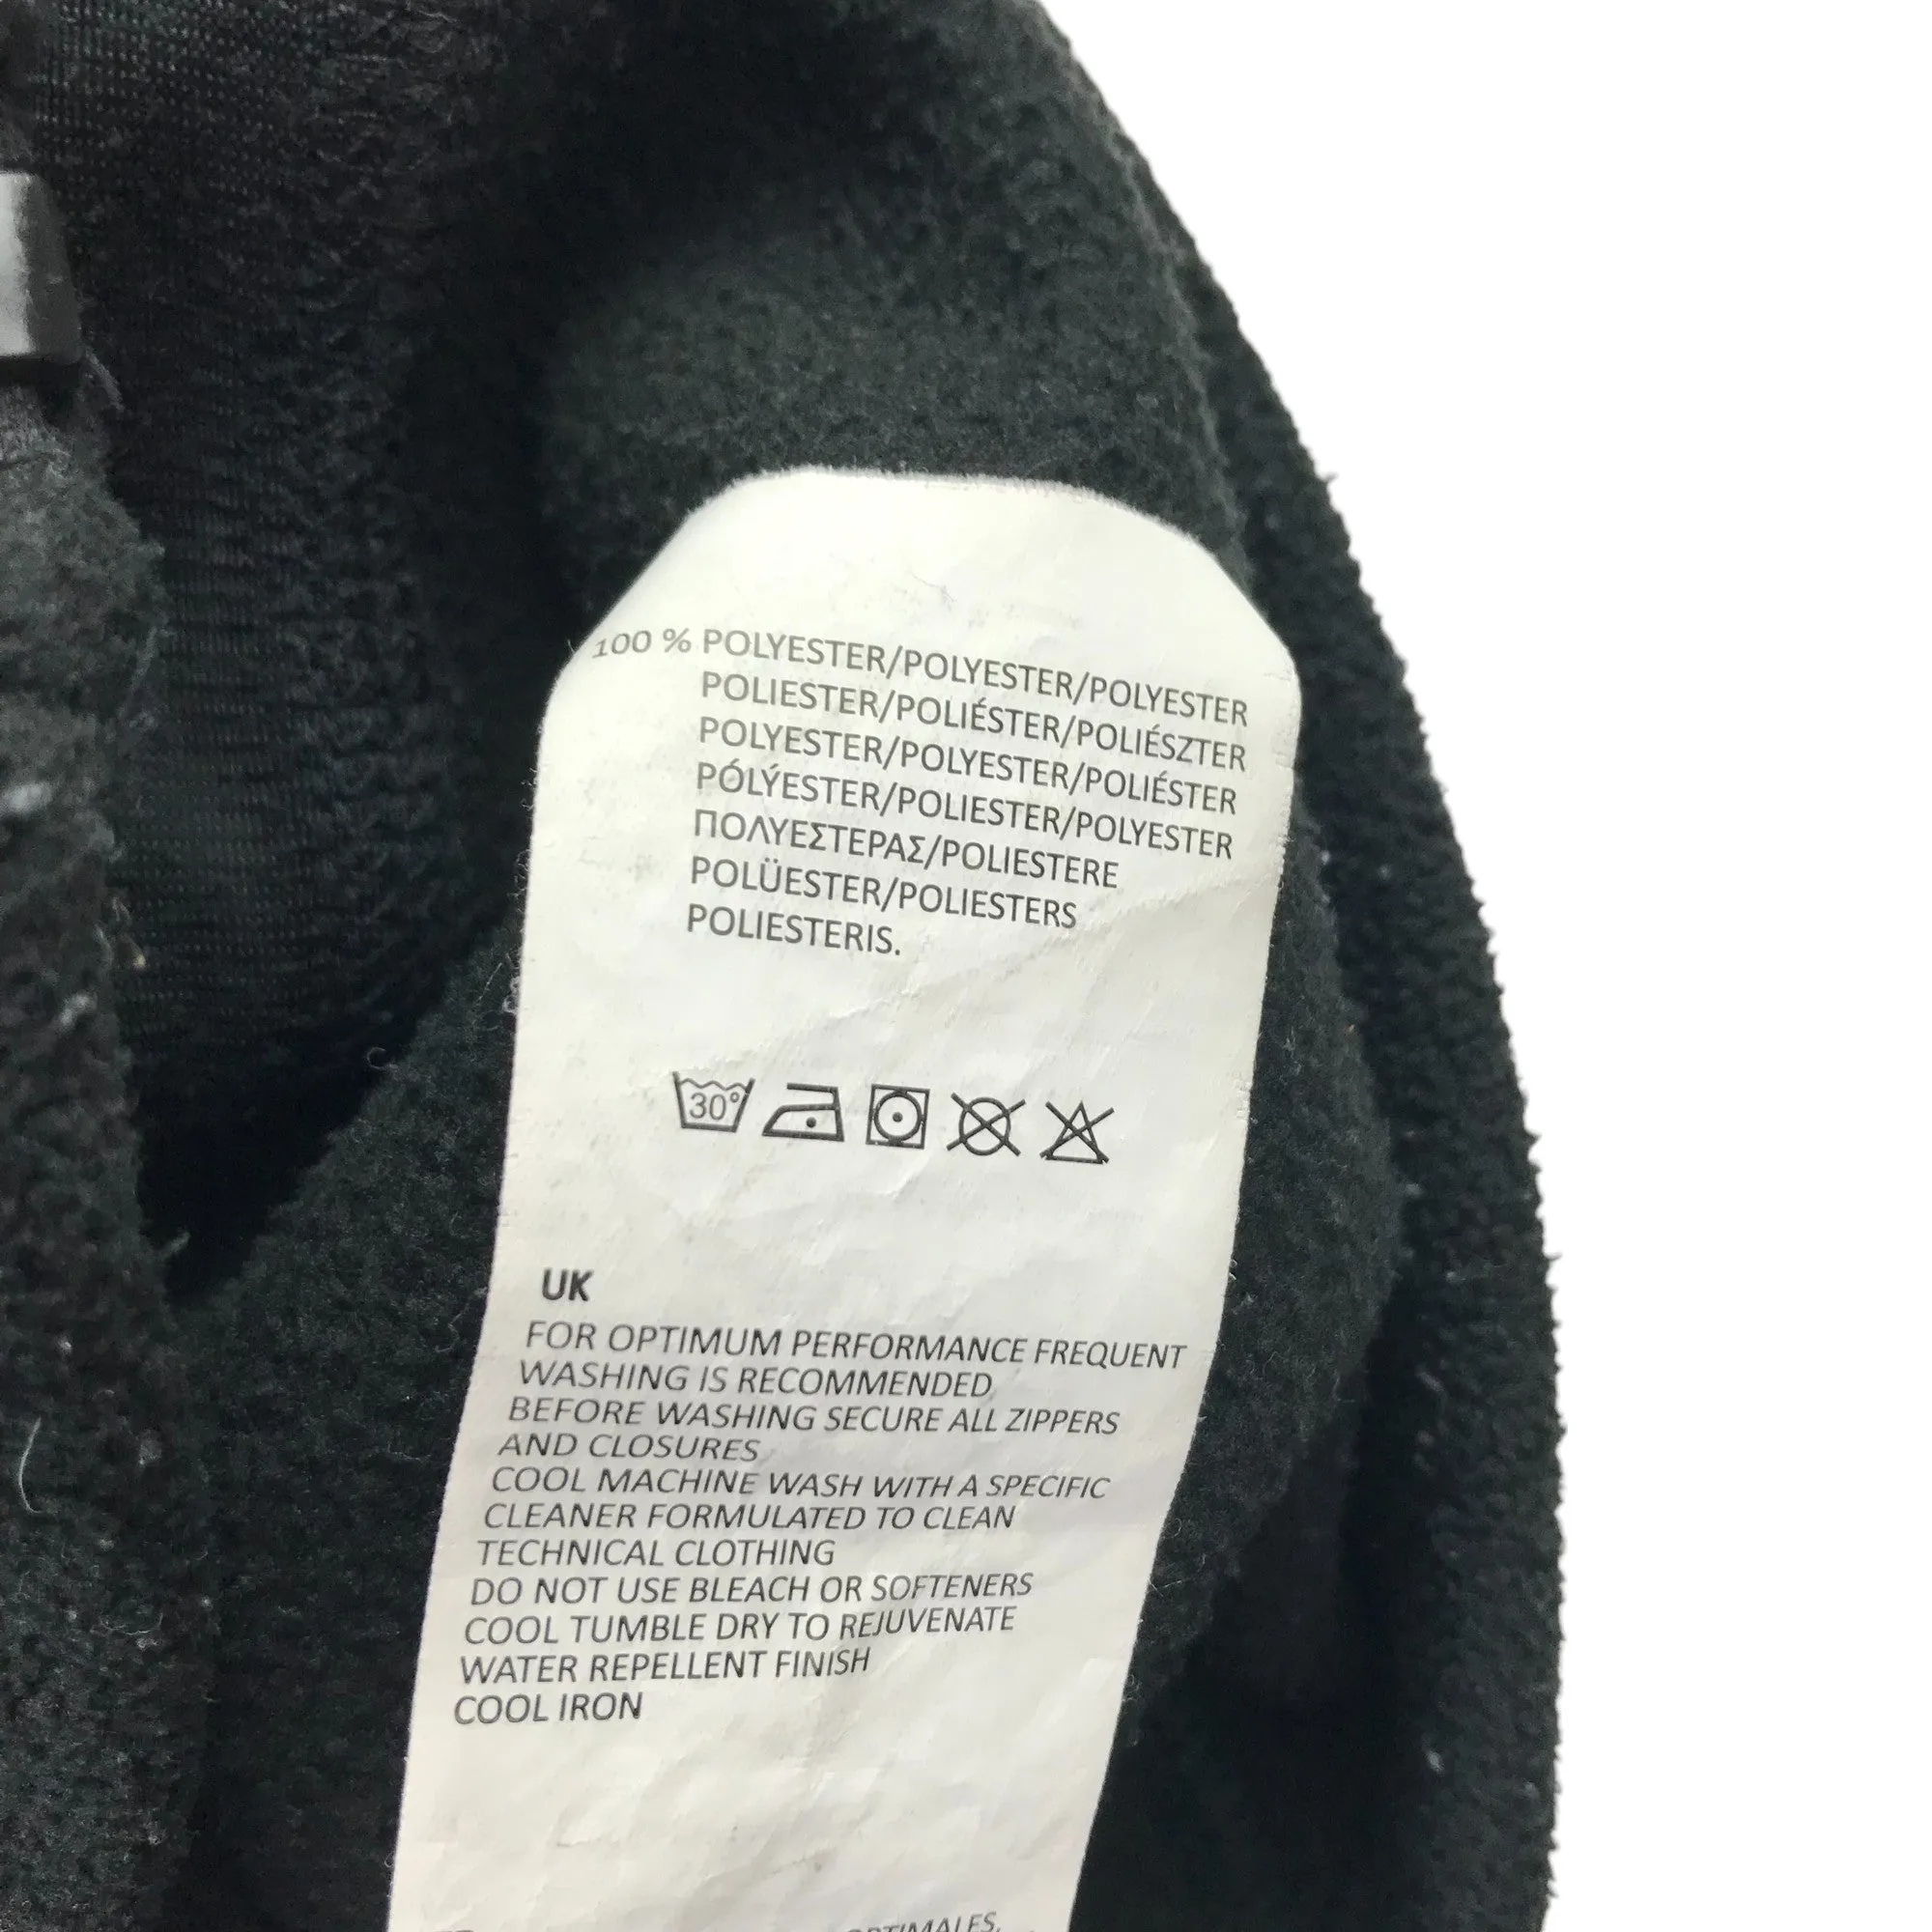 100 % POLYESTER/POLYESTER/POLYESTER
POLIESTER/POLIÉSTER/POLIÉSZTER
POLYESTER/POLYESTER/POLIÉSTER
PÓLÝESTER/POLIESTER/POLYESTER
ΠΟΛΥΕΣΤΕΡΑΣ/POLIESTERE
POLÜESTER/POLIESTERS
POLIESTERIS.
30°
UK
FOR OPTIMUM PERFORMANCE FREQUENT
WASHING IS RECOMMENDED
BEFORE WASHING SECURE ALL ZIPPERS
AND CLOSURES
COOL MACHINE WASH WITH A SPECIFIC
CLEANER FORMULATED TO CLEAN
TECHNICAL CLOTHING
DO NOT USE BLEACH OR SOFTENERS
COOL TUMBLE DRY TO REJUVENATE
WATER REPELLENT FINISH
COOL IRON
OPTIMALES,